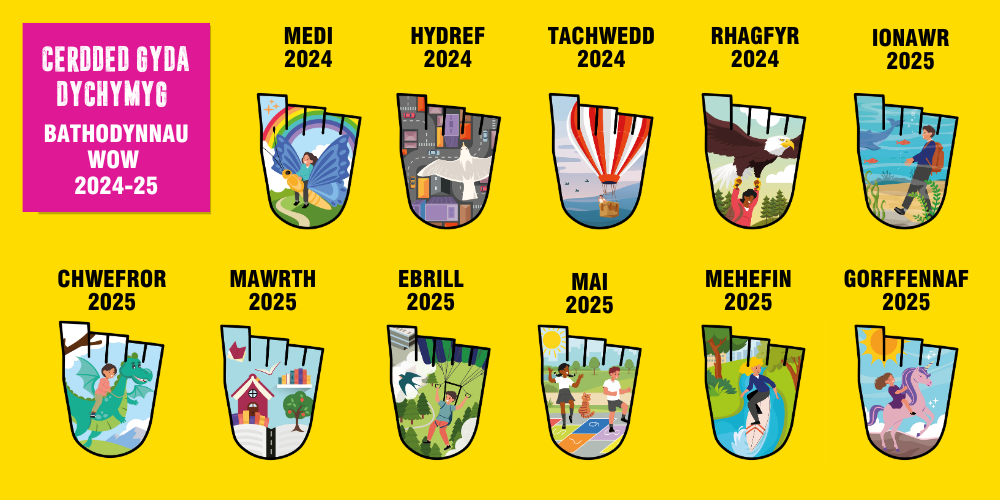 CERDDED GYDA
DYCHYMYG
BATHODYNNAU
WOW
2024-25
MEDI
2024
HYDREF
2024
TACHWEDD
2024
RHAGFYR
2024
IONAWR
2025
CHWEFROR
2025
MAWRTH
2025
EBRILL
2025
MAI
2025
MEHEFIN
2025
GORFFENNAF
2025